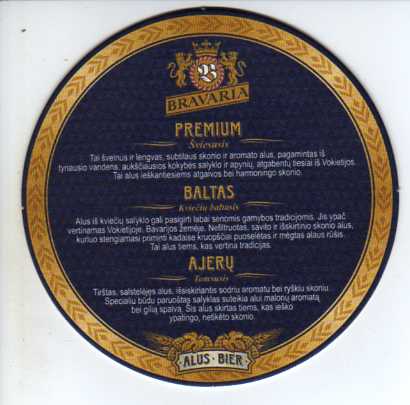 B
BRAVARIA
PREMIUM
Šviesusis
Tai švelnus ir lengvas, subtilaus skonio ir aromato alus, pagamintas iš
tyriausio vandens, aukščiausios kokybės salyklo ir apynių, atgabentų tiesiai iš Vokietijos.
Tai alus ieškantiesiems atgaivos bei harmoningo skonio.
BALTAS
Kviečių baltasis
Alus iš kviečių salyklo gali pasigirti labai senomis gamybos tradicijomis. Jis ypač
vertinamas Vokietijoje, Bavarijos žemėje. Nefiltruotas, savito ir išskirtinio skonio alus,
kuriuo stengiamasi priminti kadaise kruopščiai puoselėtas ir mėgtas alaus rūšis.
Tai alus tiems, kas vertina tradicijas.
AJERŲ
Tamsusis
Tirštas, salstelėjęs alus, išsiskiriantis sodriu aromatu bei ryškiu skoniu.
Specialiu būdu paruoštas salyklas suteikia alui malonų aromatą
bei gilią spalvą. Šis alus skirtas tiems, kas ieško
ypatingo, netikėto skonio.
ALUS · BIER